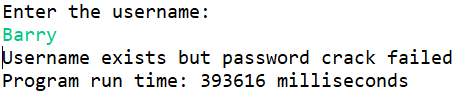 Enter the username:
Barry
Username exists but password crack failed
Program run time: 393616 milliseconds